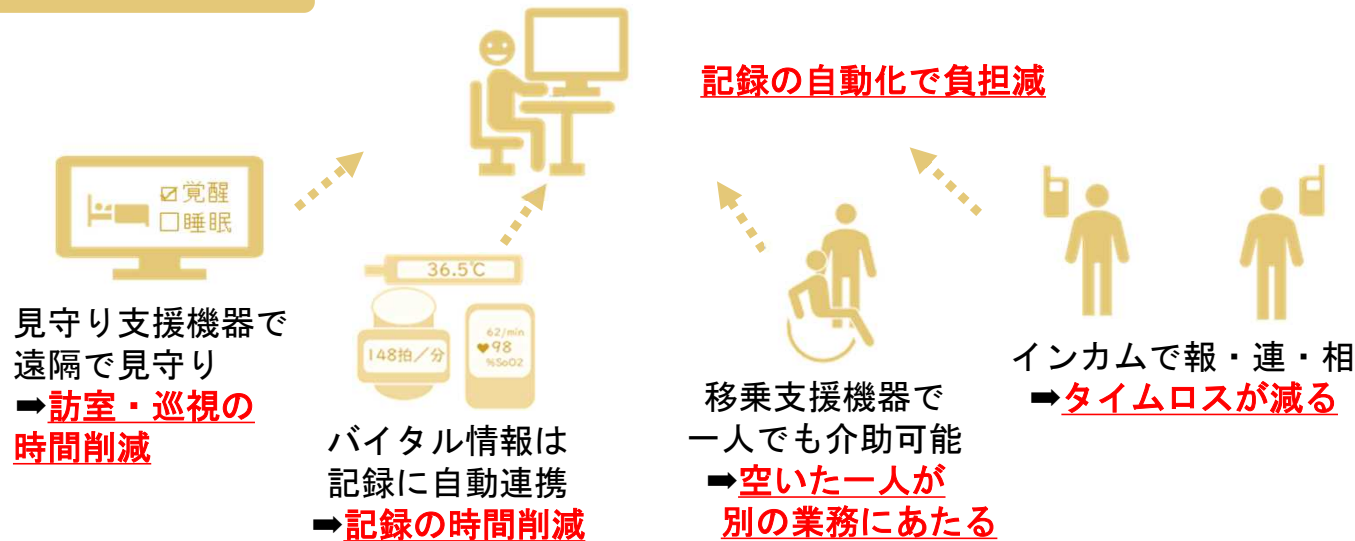 記録の自動化で負担減
☑覚醒
☐睡眠
見守り支援機器で
遠隔で見守り
➡訪室・巡視の
時間削減
36.5℃
148拍／分
62/min
♥98
%SoO2
バイタル情報は
記録に自動連携
➡記録の時間削減
移乗支援機器で
一人でも介助可能
➡空いた一人が
別の業務にあたる
インカムで報・連・相
➡タイムロスが減る